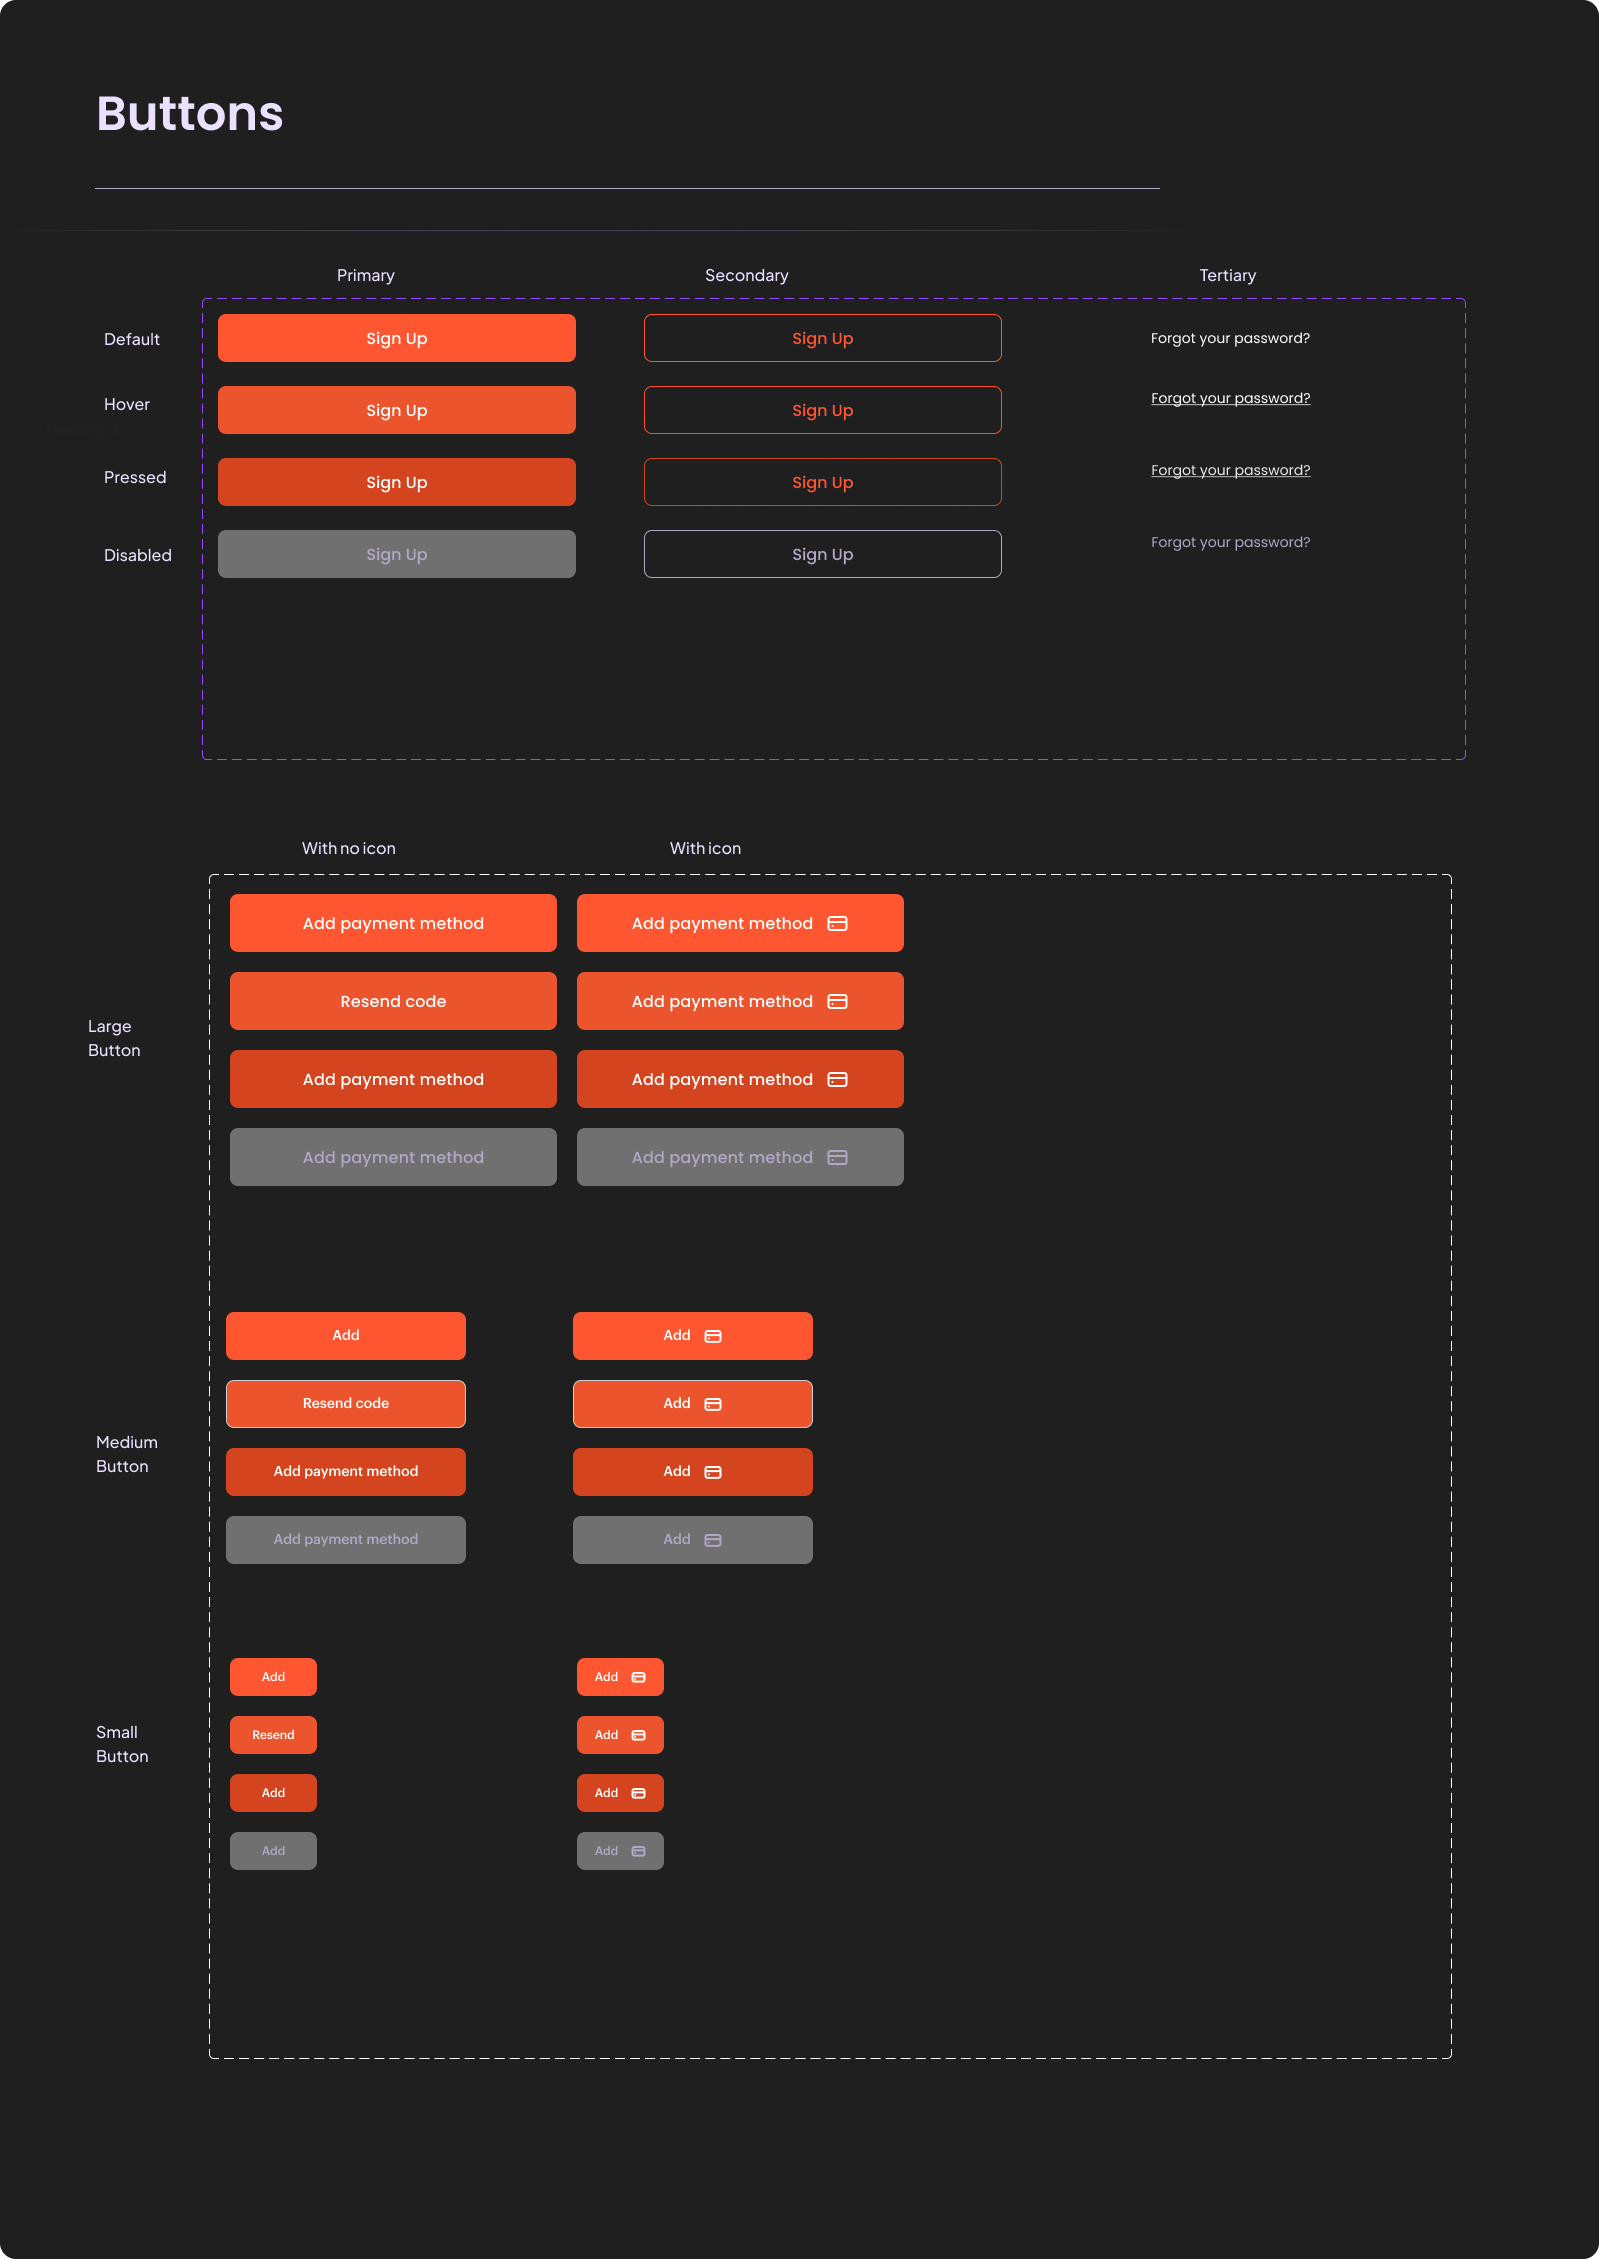 Buttons
Primary Secondary Tertiary
Default Sign Up Sign Up Forgot your password?
Hover Sign Up Sign Up Forgot your password?
Pressed Sign Up Sign Up Forgot your password?
Disabled Sign Up Sign Up Forgot your password?
With no icon With icon
Large
Button
Add payment method Add payment method
Resend code Add payment method
Add payment method Add payment method
Add payment method Add payment method
Medium
Button
Add Add
Resend code Add
Add payment method Add
Add payment method Add
Small
Button
Add Add
Resend Add
Add Add
Add Add